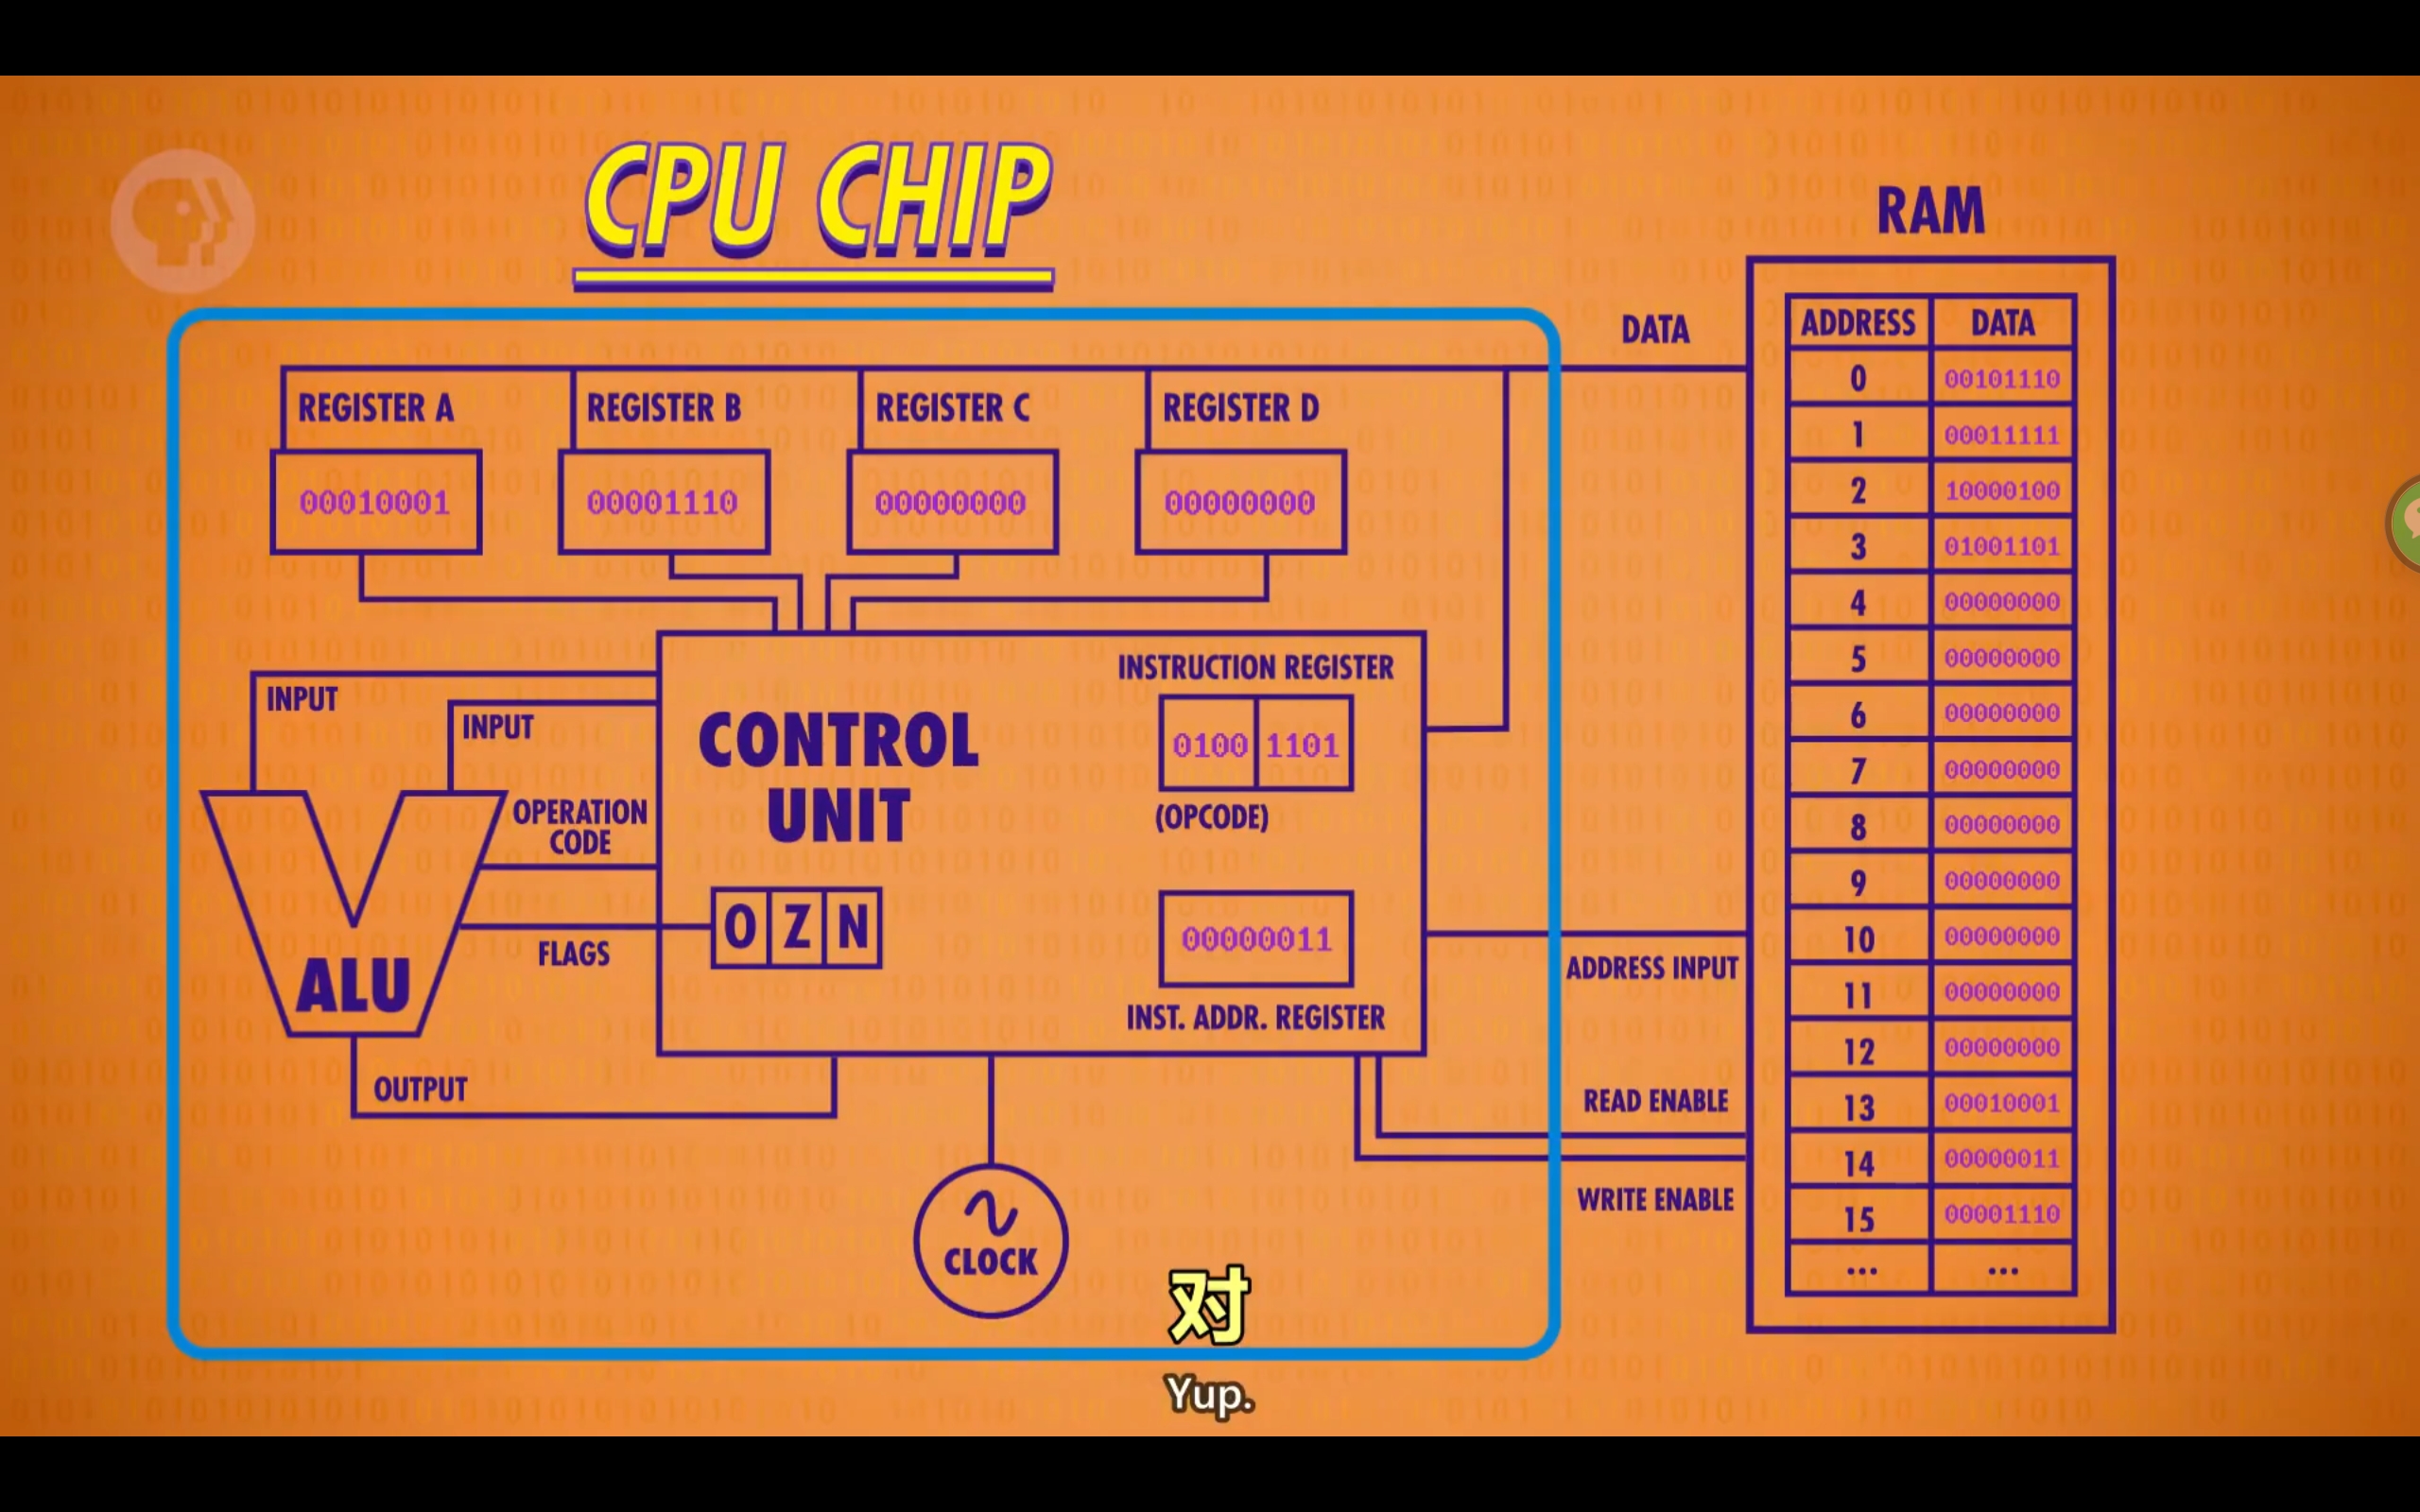 CPU CHIP
RAM
DATA
REGISTER A
REGISTER B
REGISTER C
REGISTER D
00010001
00001110
00000000
00000000
INPUT
INPUT
CONTROL
UNIT
INSTRUCTION REGISTER
0100 1101
(OPCODE)
OPERATION
CODE
O Z N
FLAGS
ALU
00000011
INST. ADDR. REGISTER
OUTPUT
CLOCK
ADDRESS INPUT
READ ENABLE
WRITE ENABLE
ADDRESS DATA
0 00101110
1 00011111
2 10000100
3 01001101
4 00000000
5 00000000
6 00000000
7 00000000
8 00000000
9 00000000
10 00000000
11 00000000
12 00000000
13 00010001
14 00000011
15 00001110
... ...
对
Yup.